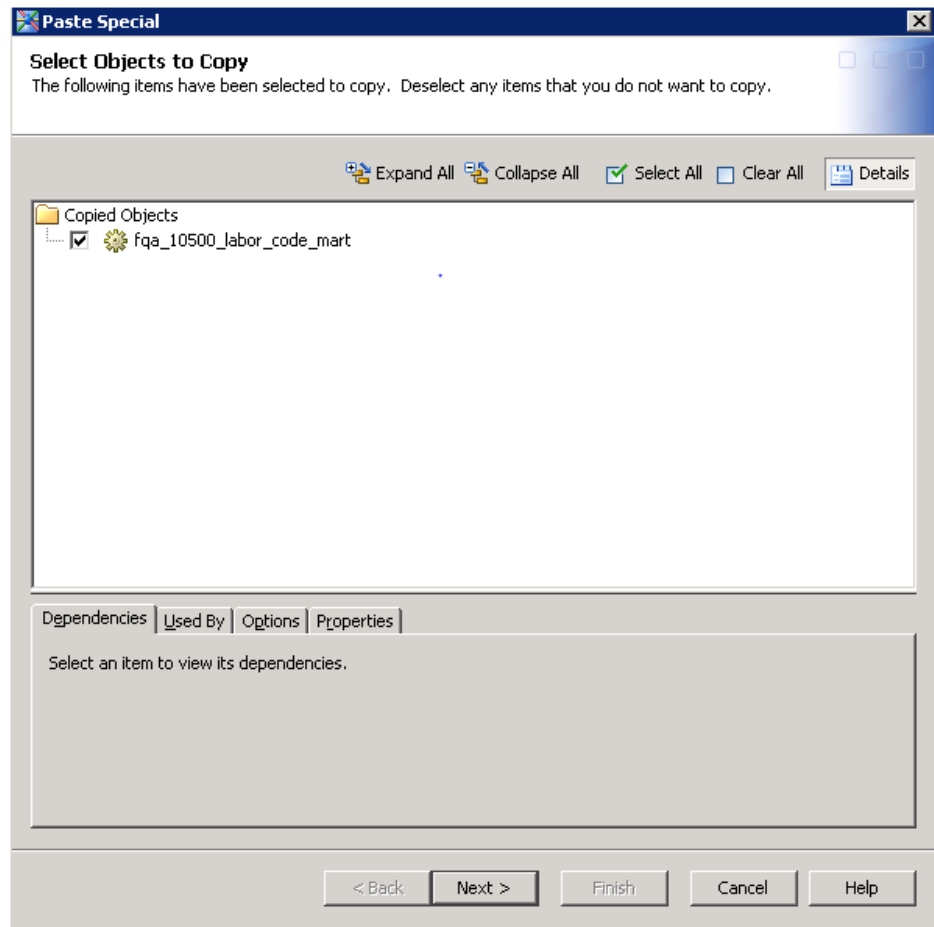 Paste Special
Select Objects to Copy
The following items have been selected to copy. Deselect any items that you do not want to copy.
Expand All Collapse All Select All Clear All Details
Copied Objects
fqa_10500_labor_code_mart
Dependencies Used By Options Properties
Select an item to view its dependencies.
< Back Next > Finish Cancel Help